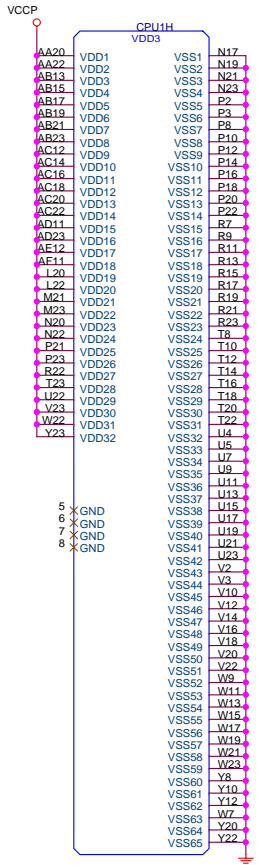 VCCP
CPU1H
VDD3
AA20 VDD1 VSS1 N17
AA22 VDD2 VSS2 N19
AB13 VDD3 VSS3 N21
AB15 VDD4 VSS4 N23
AB17 VDD5 VSS5 P2
AB19 VDD6 VSS6 P3
AB21 VDD7 VSS7 P8
AB23 VDD8 VSS8 P10
AC12 VDD9 VSS9 P12
AC14 VDD10 VSS10 P14
AC16 VDD11 VSS11 P16
AC18 VDD12 VSS12 P18
AC20 VDD13 VSS13 P20
AC22 VDD14 VSS14 P22
AD11 VDD15 VSS15 R7
AD23 VDD16 VSS16 R9
AE12 VDD17 VSS17 R11
AF11 VDD18 VSS18 R13
L20 VDD19 VSS19 R15
L22 VDD20 VSS20 R17
M21 VDD21 VSS21 R19
M23 VDD22 VSS22 R21
N20 VDD23 VSS23 R23
N22 VDD24 VSS24 T8
P21 VDD25 VSS25 T10
P23 VDD26 VSS26 T12
R22 VDD27 VSS27 T14
T23 VDD28 VSS28 T16
U22 VDD29 VSS29 T18
V23 VDD30 VSS30 T20
W22 VDD31 VSS31 T22
Y23 VDD32 VSS32 U4
VSS33 U5
VSS34 U7
VSS35 U9
VSS36 U11
VSS37 U13
5 GND VSS38 U15
6 GND VSS39 U17
7 GND VSS40 U19
8 GND VSS41 U21
VSS42 U23
VSS43 V2
VSS44 V3
VSS45 V10
VSS46 V12
VSS47 V14
VSS48 V16
VSS49 V18
VSS50 V20
VSS51 V22
VSS52 W9
VSS53 W11
VSS54 W13
VSS55 W15
VSS56 W17
VSS57 W19
VSS58 W21
VSS59 W23
VSS60 Y8
VSS61 Y10
VSS62 Y12
VSS63 W7
VSS64 Y20
VSS65 Y22